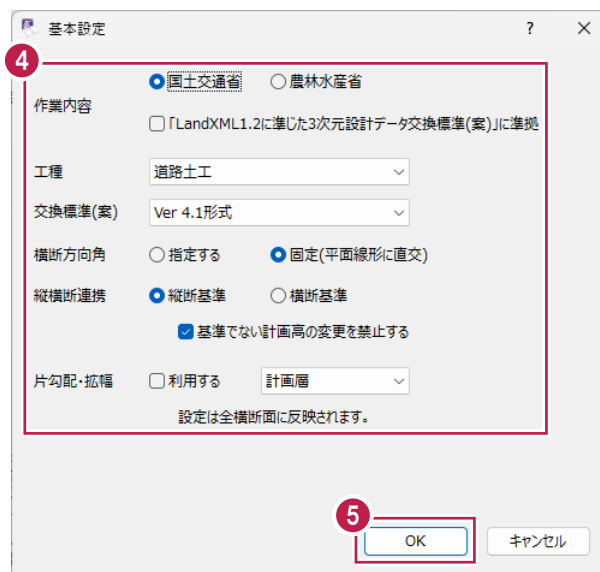 基本設定 ?
4
作業内容
国土交通省 農林水産省
「LandXML1.2に準じた3次元設計データ交換標準(案)」に準拠
工種 道路土工
交換標準(案) Ver 4.1形式
横断方向角 指定する 固定(平面線形に直交)
縦横断連携 縦断基準 横断基準
基準でない計画高の変更を禁止する
片勾配・拡幅 利用する 計画層
設定は全横断面に反映されます。
5
OK キャンセル